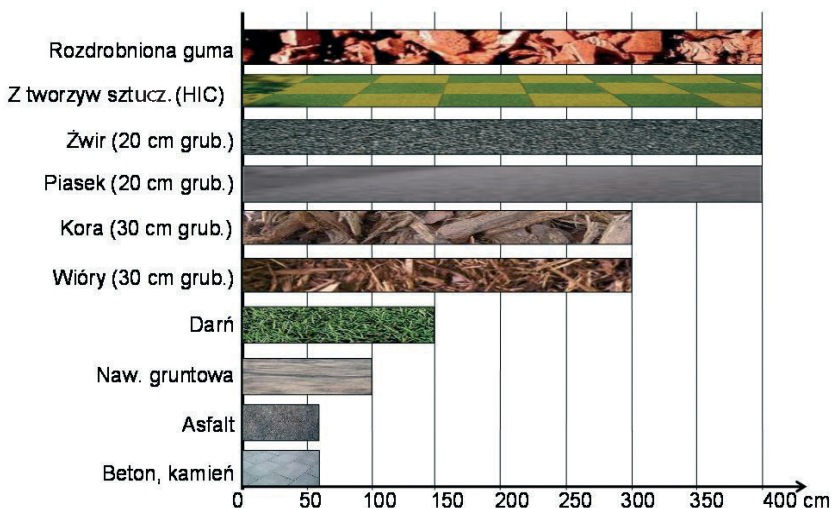 Rozdrobniona guma
Z tworzyw sztucz. (HIC)
Żwir (20 cm grub.)
Piasek (20 cm grub.)
Kora (30 cm grub.)
Wióry (30 cm grub.)
Darń
Naw. gruntowa
Asfalt
Beton, kamień
0 50 100 150 200 250 300 350 400 cm